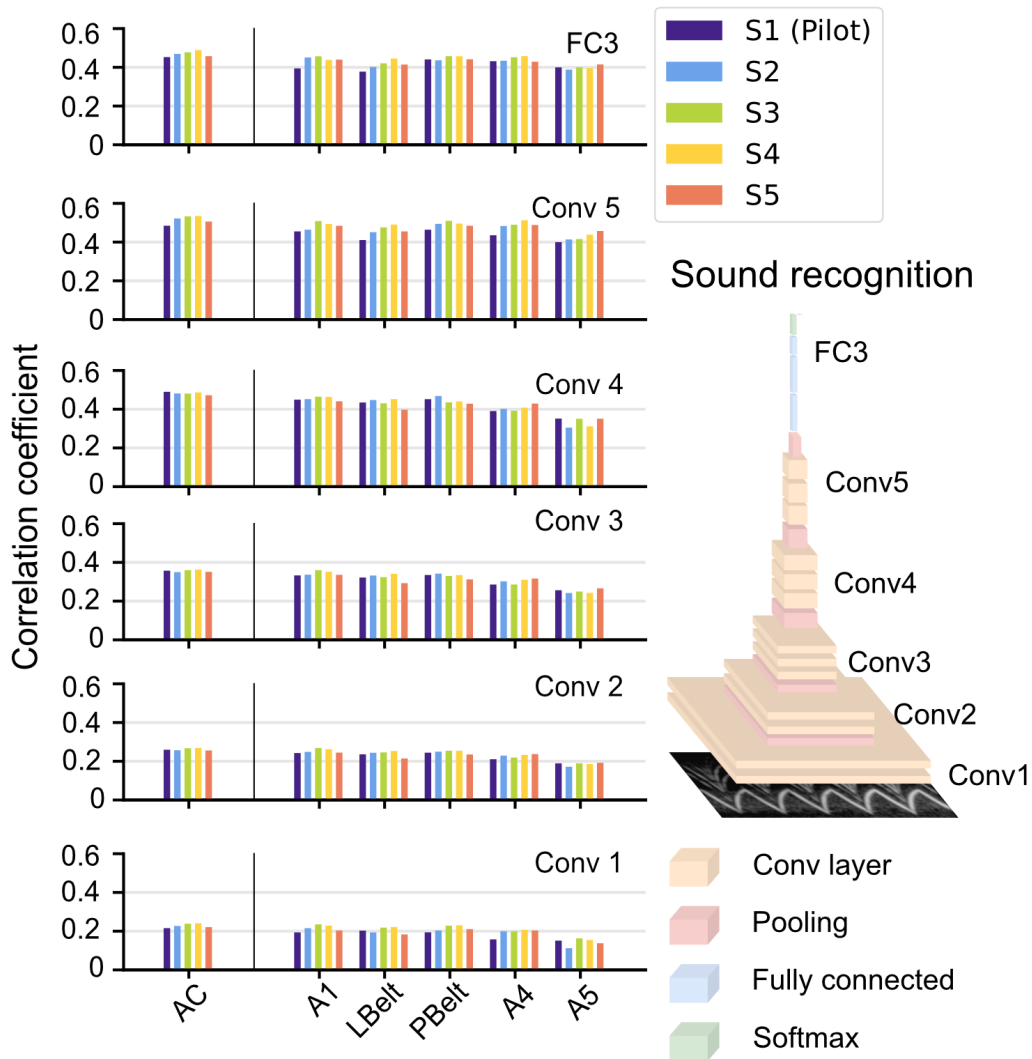 Correlation coefficient
0.6
0.4
0.2
0
FC3
0.6
0.4
0.2
0
Conv 5
0.6
0.4
0.2
0
Conv 4
0.6
0.4
0.2
0
Conv 3
0.6
0.4
0.2
0
Conv 2
0.6
0.4
0.2
0
Conv 1
AC
A1
LBelt
PBelt
A4
A5
S1 (Pilot)
S2
S3
S4
S5
Sound recognition
FC3
Conv5
Conv4
Conv3
Conv2
Conv1
Conv layer
Pooling
Fully connected
Softmax